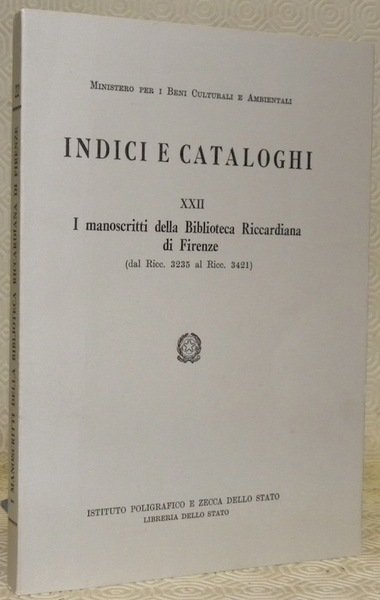 MINISTERO PER I BENI CULTURALI E AMBIENTALI
INDICI E CATALOGHI
XXII
I manoscritti della Biblioteca Riccardiana
di Firenze
(dal Ricc. 3235 al Ricc. 3421)
ISTITUTO POLIGRAFICO E ZECCA DELLO STATO
LIBRERIA DELLO STATO
I MANOSCRITTI DELLA BIBLIOTECA RICCARDIANA DI FIRENZE